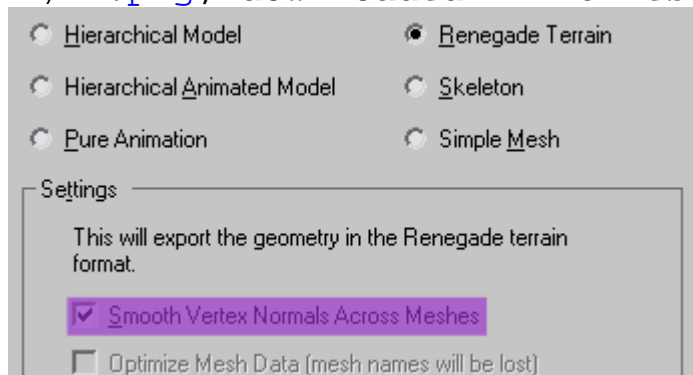 Hierarchical Model
Renegade Terrain
Hierarchical Animated Model
Skeleton
Pure Animation
Simple Mesh
Settings
This will export the geometry in the Renegade terrain
format.
Smooth Vertex Normals Across Meshes
Optimize Mesh Data (mesh names will be lost)